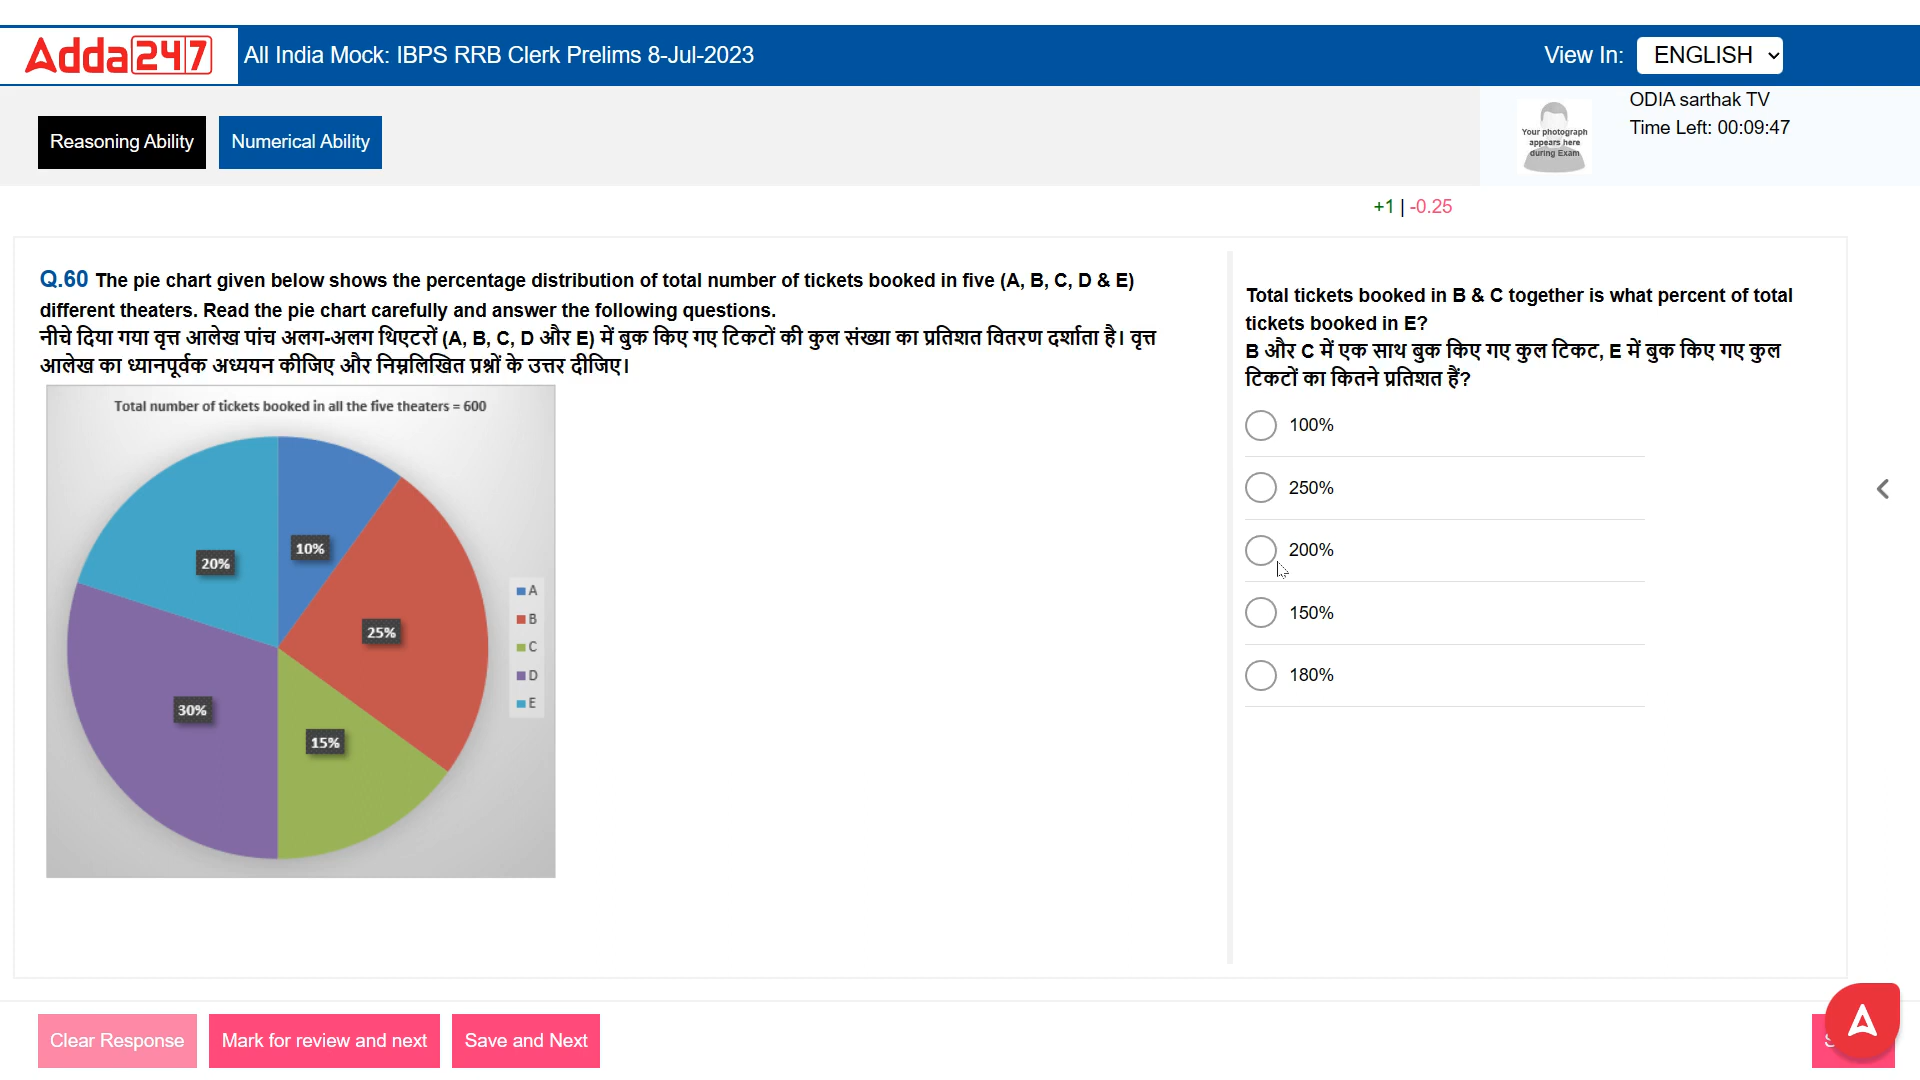 Adda247
All India Mock: IBPS RRB Clerk Prelims 8-Jul-2023
View In:
ENGLISH
Reasoning Ability
Numerical Ability
Your photograph
appears here
during Exam
ODIA sarthak TV
Time Left: 00:09:47
+1 | -0.25
Q.60 The pie chart given below shows the percentage distribution of total number of tickets booked in five (A, B, C, D & E)
different theaters. Read the pie chart carefully and answer the following questions.
नीचे दिया गया वृत्त आलेख पांच अलग-अलग थिएटरों (A, B, C, D और E) में बुक किए गए टिकटों की कुल संख्या का प्रतिशत वितरण दर्शाता है। वृत्त
आलेख का ध्यानपूर्वक अध्ययन कीजिए और निम्नलिखित प्रश्नों के उत्तर दीजिए।
Total number of tickets booked in all the five theaters = 600
10%
20%
25%
30%
15%
A
B
C
D
E
Total tickets booked in B & C together is what percent of total
tickets booked in E?
B और C में एक साथ बुक किए गए कुल टिकट, E में बुक किए गए कुल
टिकटों का कितने प्रतिशत हैं?
100%
250%
200%
150%
180%
Clear Response
Mark for review and next
Save and Next